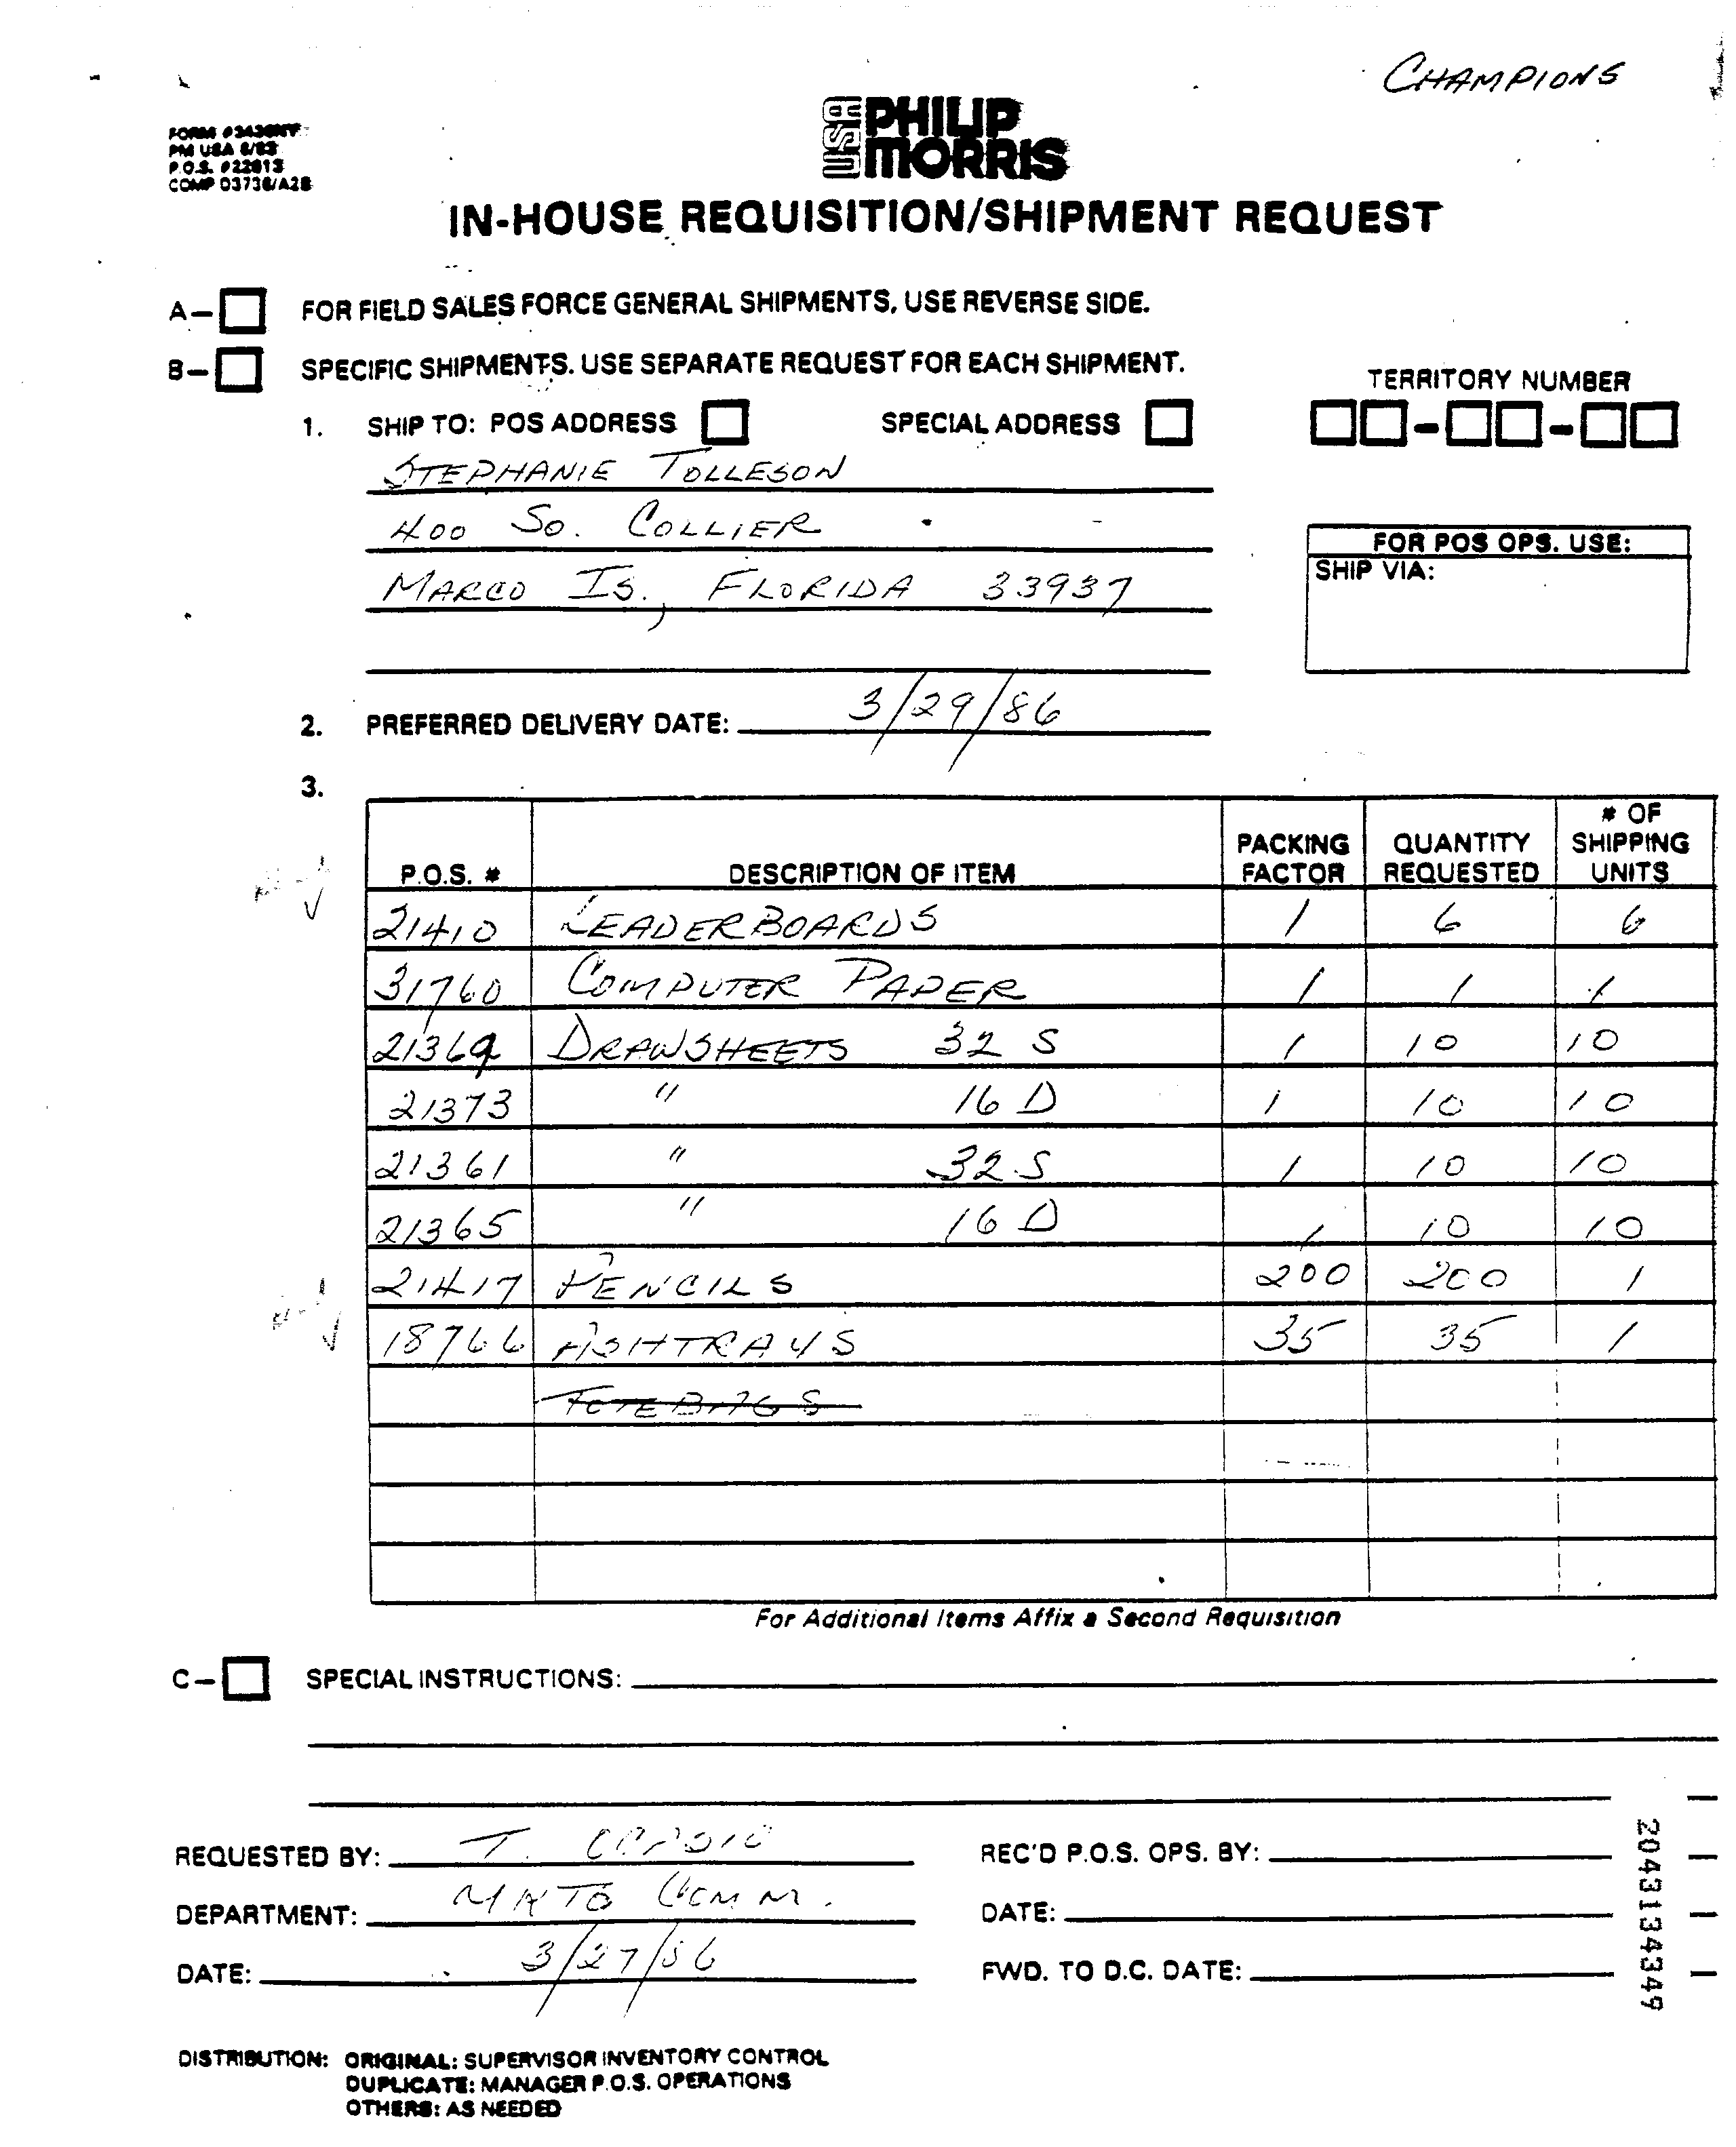 CHAMPIONS
FORM #3436NY
PM USA 6/83
P.O.S. #22813
COMP 03736/A28
USA PHILIP
MORRIS
IN-HOUSE REQUISITION/SHIPMENT REQUEST
A- FOR FIELD SALES FORCE GENERAL SHIPMENTS, USE REVERSE SIDE.
B- SPECIFIC SHIPMENTS. USE SEPARATE REQUEST FOR EACH SHIPMENT.
TERRITORY NUMBER
1. SHIP TO: POS ADDRESS SPECIAL ADDRESS
STEPHANIE TOLLESON
400 SO. COLLIER
MARCO IS., FLORIDA 33937
FOR POS OPS. USE:
SHIP VIA:
2. PREFERRED DELIVERY DATE: 3/29/86
3.
P.O.S. # DESCRIPTION OF ITEM PACKING FACTOR QUANTITY REQUESTED # OF SHIPPING UNITS
21410 LEADERBOARDS 1 6 6
31760 COMPUTER PAPER 1 1 1
21369 DRAWSHEETS 32 S 1 10 10
21373 " 16 D 1 10 10
21361 " 32 S 1 10 10
21365 " 16 D 1 10 10
21417 PENCILS 200 200 1
18766 ASHTRAYS 35 35 1
TOTE BAGS
For Additional Items Affix a Second Requisition
C- SPECIAL INSTRUCTIONS:
REQUESTED BY: T.
REC'D P.O.S. OPS. BY:
DEPARTMENT: MKTG COMM.
DATE:
DATE: 3/27/86
FWD. TO D.C. DATE:
2043134349
DISTRIBUTION: ORIGINAL: SUPERVISOR INVENTORY CONTROL
DUPLICATE: MANAGER P.O.S. OPERATIONS
OTHERS: AS NEEDED